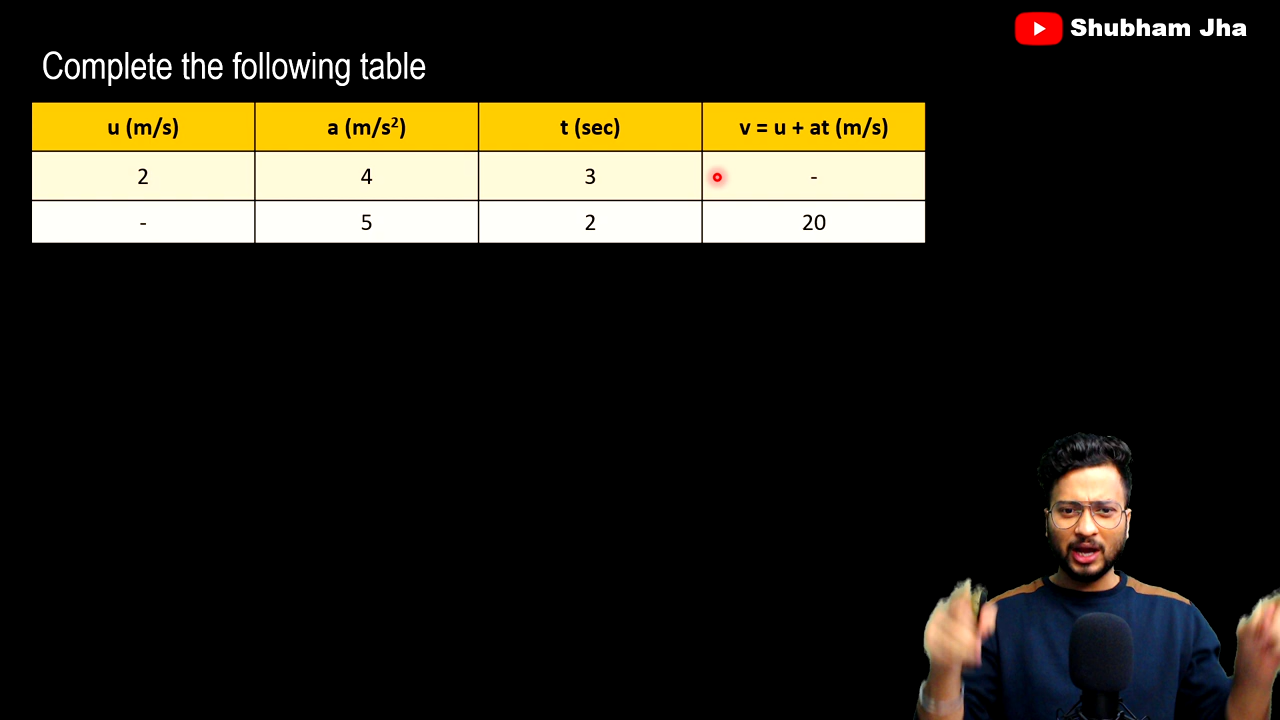 Shubham Jha
Complete the following table
u (m/s) a (m/s²) t (sec) v = u + at (m/s)
2 4 3 -
- 5 2 20